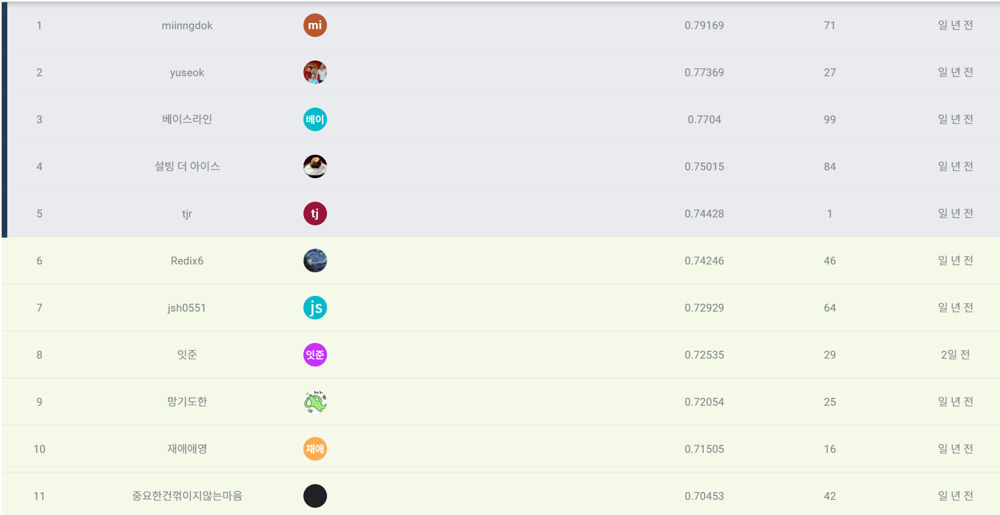 1 miinngdok mi 0.79169 71 일 년 전
2 yuseok 0.77369 27 일 년 전
3 베이스라인 베이 0.7704 99 일 년 전
4 설빙 더 아이스 0.75015 84 일 년 전
5 tjr tj 0.74428 1 일 년 전
6 Redix6 0.74246 46 일 년 전
7 jsh0551 js 0.72929 64 일 년 전
8 잇준 잇준 0.72535 29 2일 전
9 망기도한 0.72054 25 일 년 전
10 재애애영 재애 0.71505 16 일 년 전
11 중요한건꺾이지않는마음 0.70453 42 일 년 전